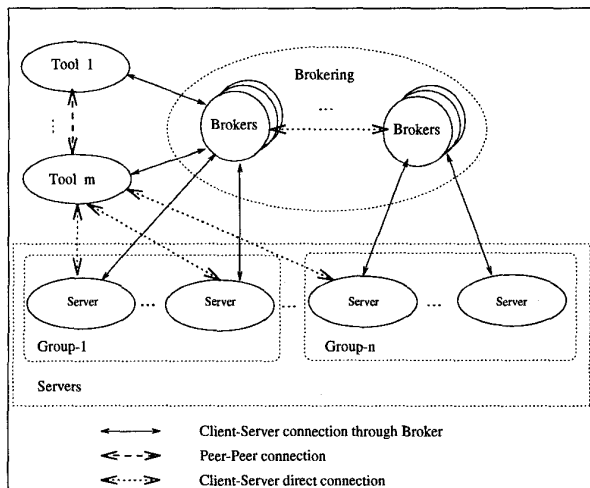 Tool 1
Brokering
...
Brokers
Brokers
...
Tool m
Server
...
Server
...
Server
...
Server
Group-1
Group-n
Servers
Client-Server connection through Broker
Peer-Peer connection
Client-Server direct connection